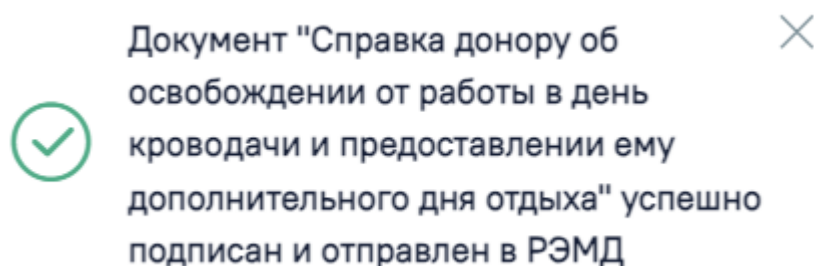 Документ "Справка донору об
освобождении от работы в день
кроводачи и предоставлении ему
дополнительного дня отдыха" успешно
подписан и отправлен в РЭМД